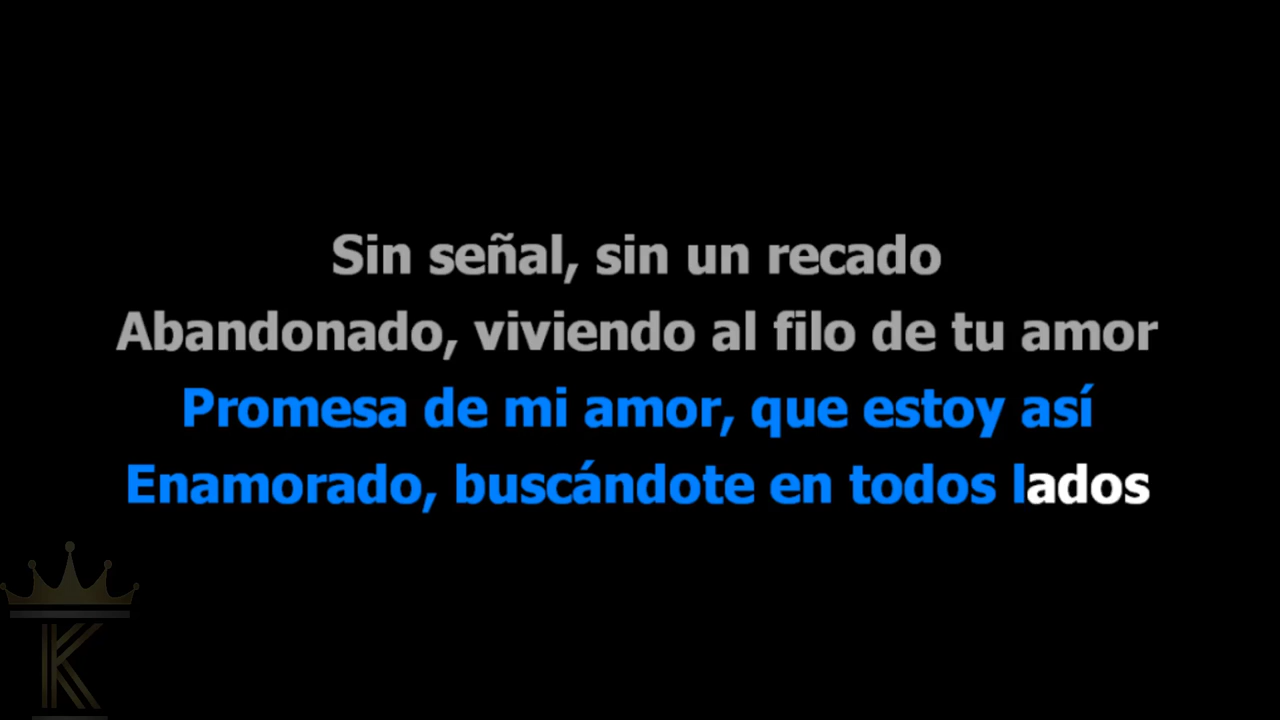 Sin señal, sin un recado
Abandonado, viviendo al filo de tu amor
Promesa de mi amor, que estoy así
Enamorado, buscándote en todos lados
K